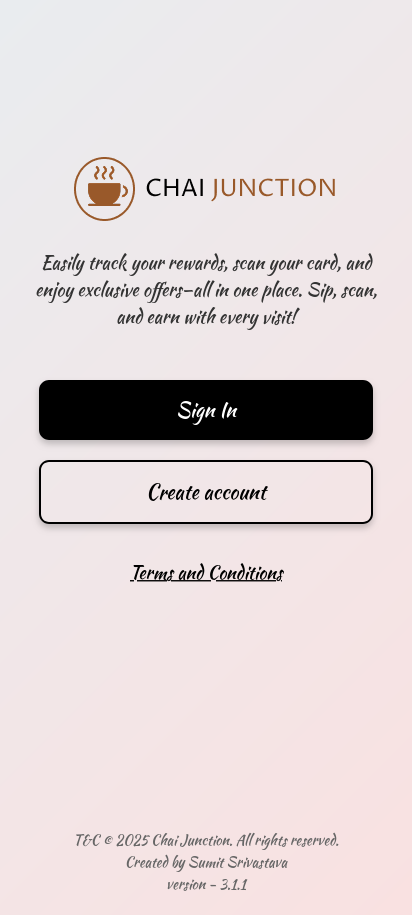 CHAI JUNCTION
Easily track your rewards, scan your card, and
enjoy exclusive offers–all in one place. Sip, scan,
and earn with every visit!
Sign In
Create account
Terms and Conditions
T&C © 2025 Chai Junction. All rights reserved.
Created by Sumit Srivastava
version - 3.1.1